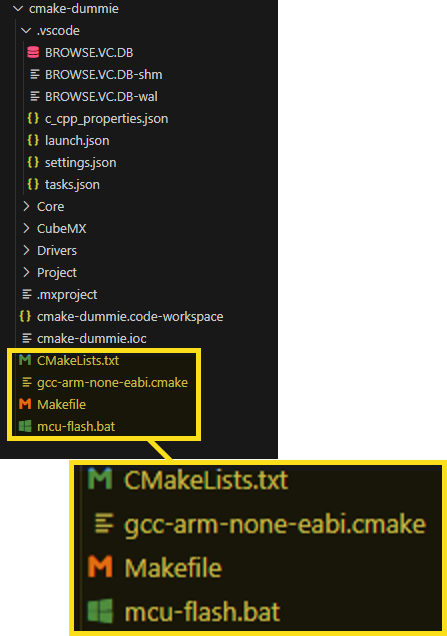 cmake-dummie
.vscode
BROWSE.VC.DB
BROWSE.VC.DB-shm
BROWSE.VC.DB-wal
c_cpp_properties.json
launch.json
settings.json
tasks.json
Core
CubeMX
Drivers
Project
.mxproject
cmake-dummie.code-workspace
cmake-dummie.ioc
CMakeLists.txt
gcc-arm-none-eabi.cmake
Makefile
mcu-flash.bat
CMakeLists.txt
gcc-arm-none-eabi.cmake
Makefile
mcu-flash.bat